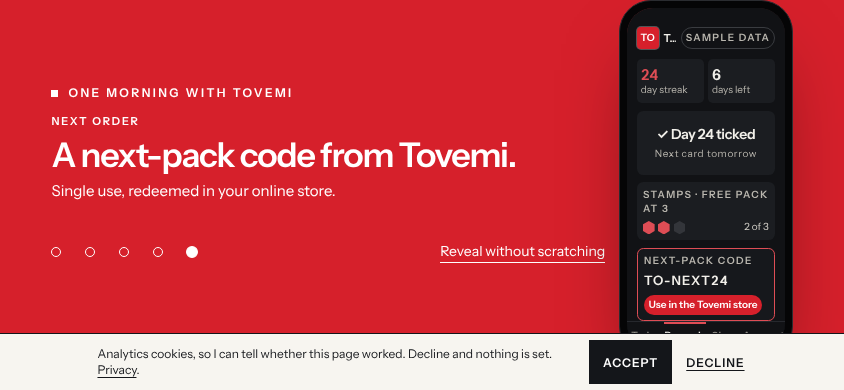 ONE MORNING WITH TOVEMI
NEXT ORDER
A next-pack code from Tovemi.
Single use, redeemed in your online store.
Reveal without scratching
TO
T…
SAMPLE DATA
24
day streak
6
days left
✓ Day 24 ticked
Next card tomorrow
STAMPS · FREE PACK
AT 3
2 of 3
NEXT-PACK CODE
TO-NEXT24
Use in the Tovemi store
Analytics cookies, so I can tell whether this page worked. Decline and nothing is set.
Privacy.
ACCEPT
DECLINE